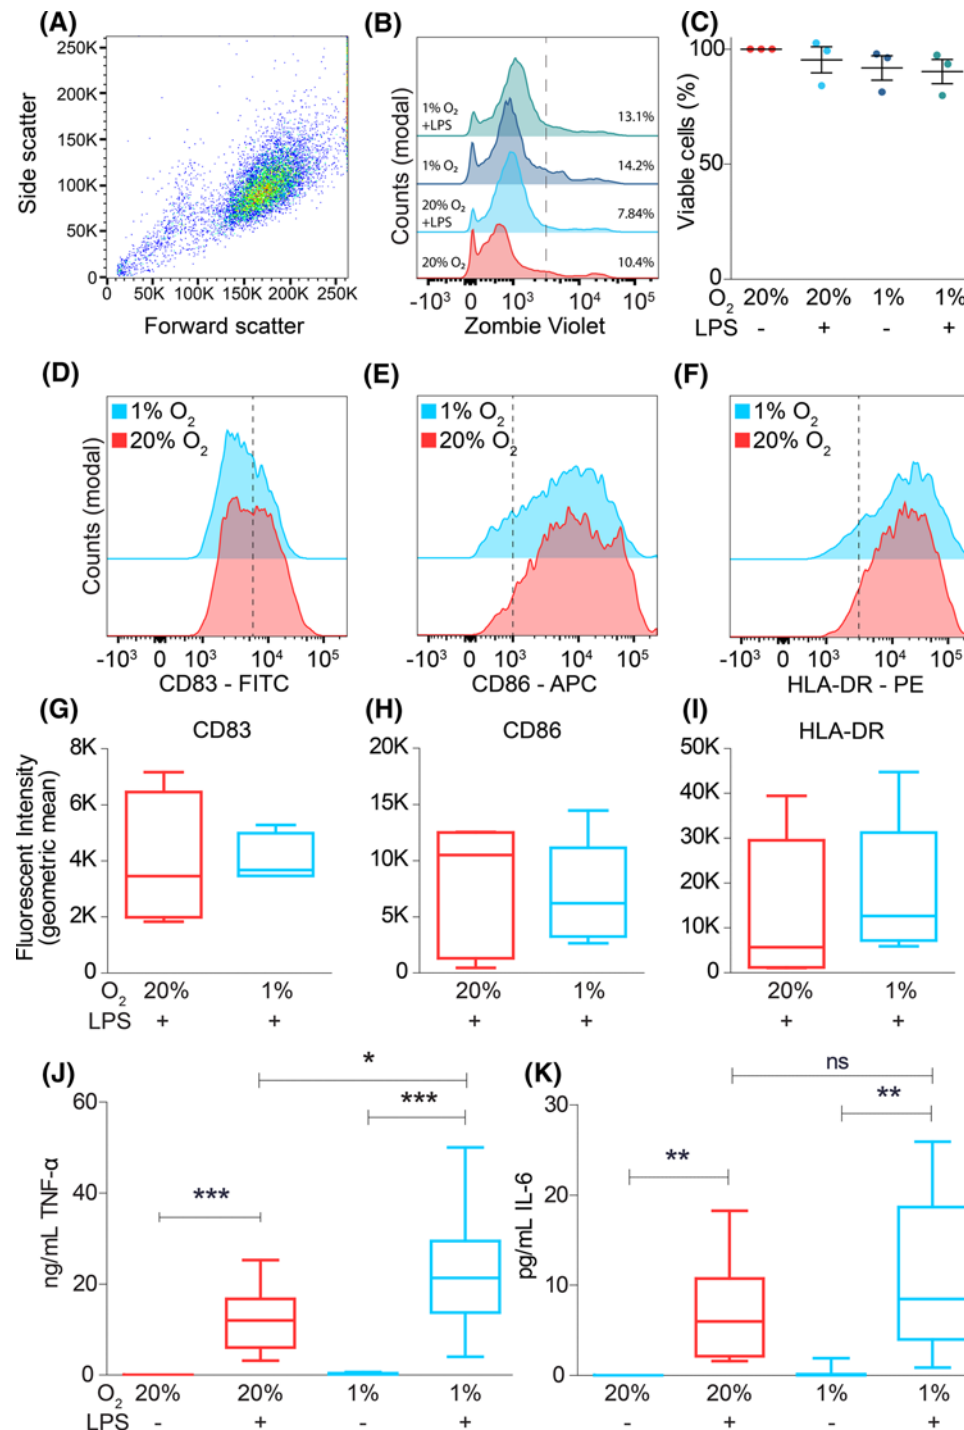 (A)
250K
200K
150K
100K
50K
0
Side scatter
0 50K 150K 200K 250K
Forward scatter
(B)
Counts (modal)
1% O2
+LPS
13.1%
1% O2
14.2%
20% O2
+LPS
7.84%
20% O2
10.4%
-10³ 0 10³ 10⁴ 10⁵
Zombie Violet
(C)
Viable cells (%)
100
50
0
O2 20% 20% 1% 1%
LPS - + - +
(D)
1% O2
20% O2
Counts (modal)
-10³ 0 10³ 10⁴ 10⁵
CD83 - FITC
(E)
1% O2
20% O2
-10³ 0 10³ 10⁴ 10⁵
CD86 - APC
(F)
1% O2
20% O2
-10³ 0 10³ 10⁴ 10⁵
HLA-DR - PE
(G)
CD83
Fluorescent Intensity
(geometric mean)
8K
6K
4K
2K
0
O2 20% 1%
LPS + +
(H)
CD86
20K
15K
10K
5K
0
20% 1%
+ +
(I)
HLA-DR
50K
40K
30K
20K
10K
0
20% 1%
+ +
(J)
*
***
***
ng/mL TNF-α
60
40
20
0
O2 20% 20% 1% 1%
LPS - + - +
(K)
ns
**
**
pg/mL IL-6
30
20
10
0
20% 20% 1% 1%
- + - +